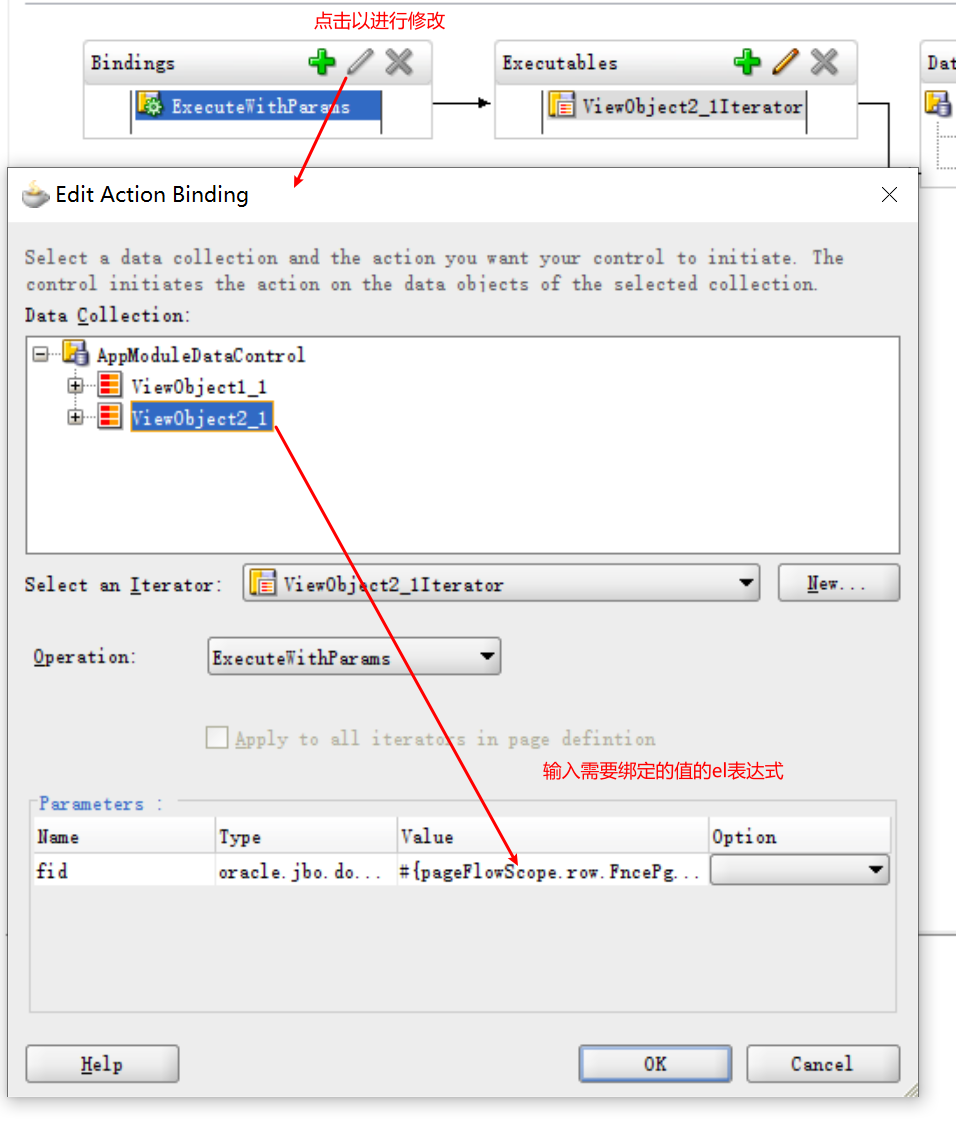 点击以进行修改
Bindings
Executables
Dat
ExecuteWithParams
ViewObject2_1Iterator
Edit Action Binding
Select a data collection and the action you want your control to initiate. The
control initiates the action on the data objects of the selected collection.
Data Collection:
AppModuleDataControl
ViewObject1_1
ViewObject2_1
Select an Iterator:
ViewObject2_1Iterator
New...
Operation:
ExecuteWithParams
Apply to all iterators in page defintion
输入需要绑定的值的el表达式
Parameters :
Name
Type
Value
Option
fid
oracle.jbo.do...
#{pageFlowScope.row.FncePg...
Help
OK
Cancel